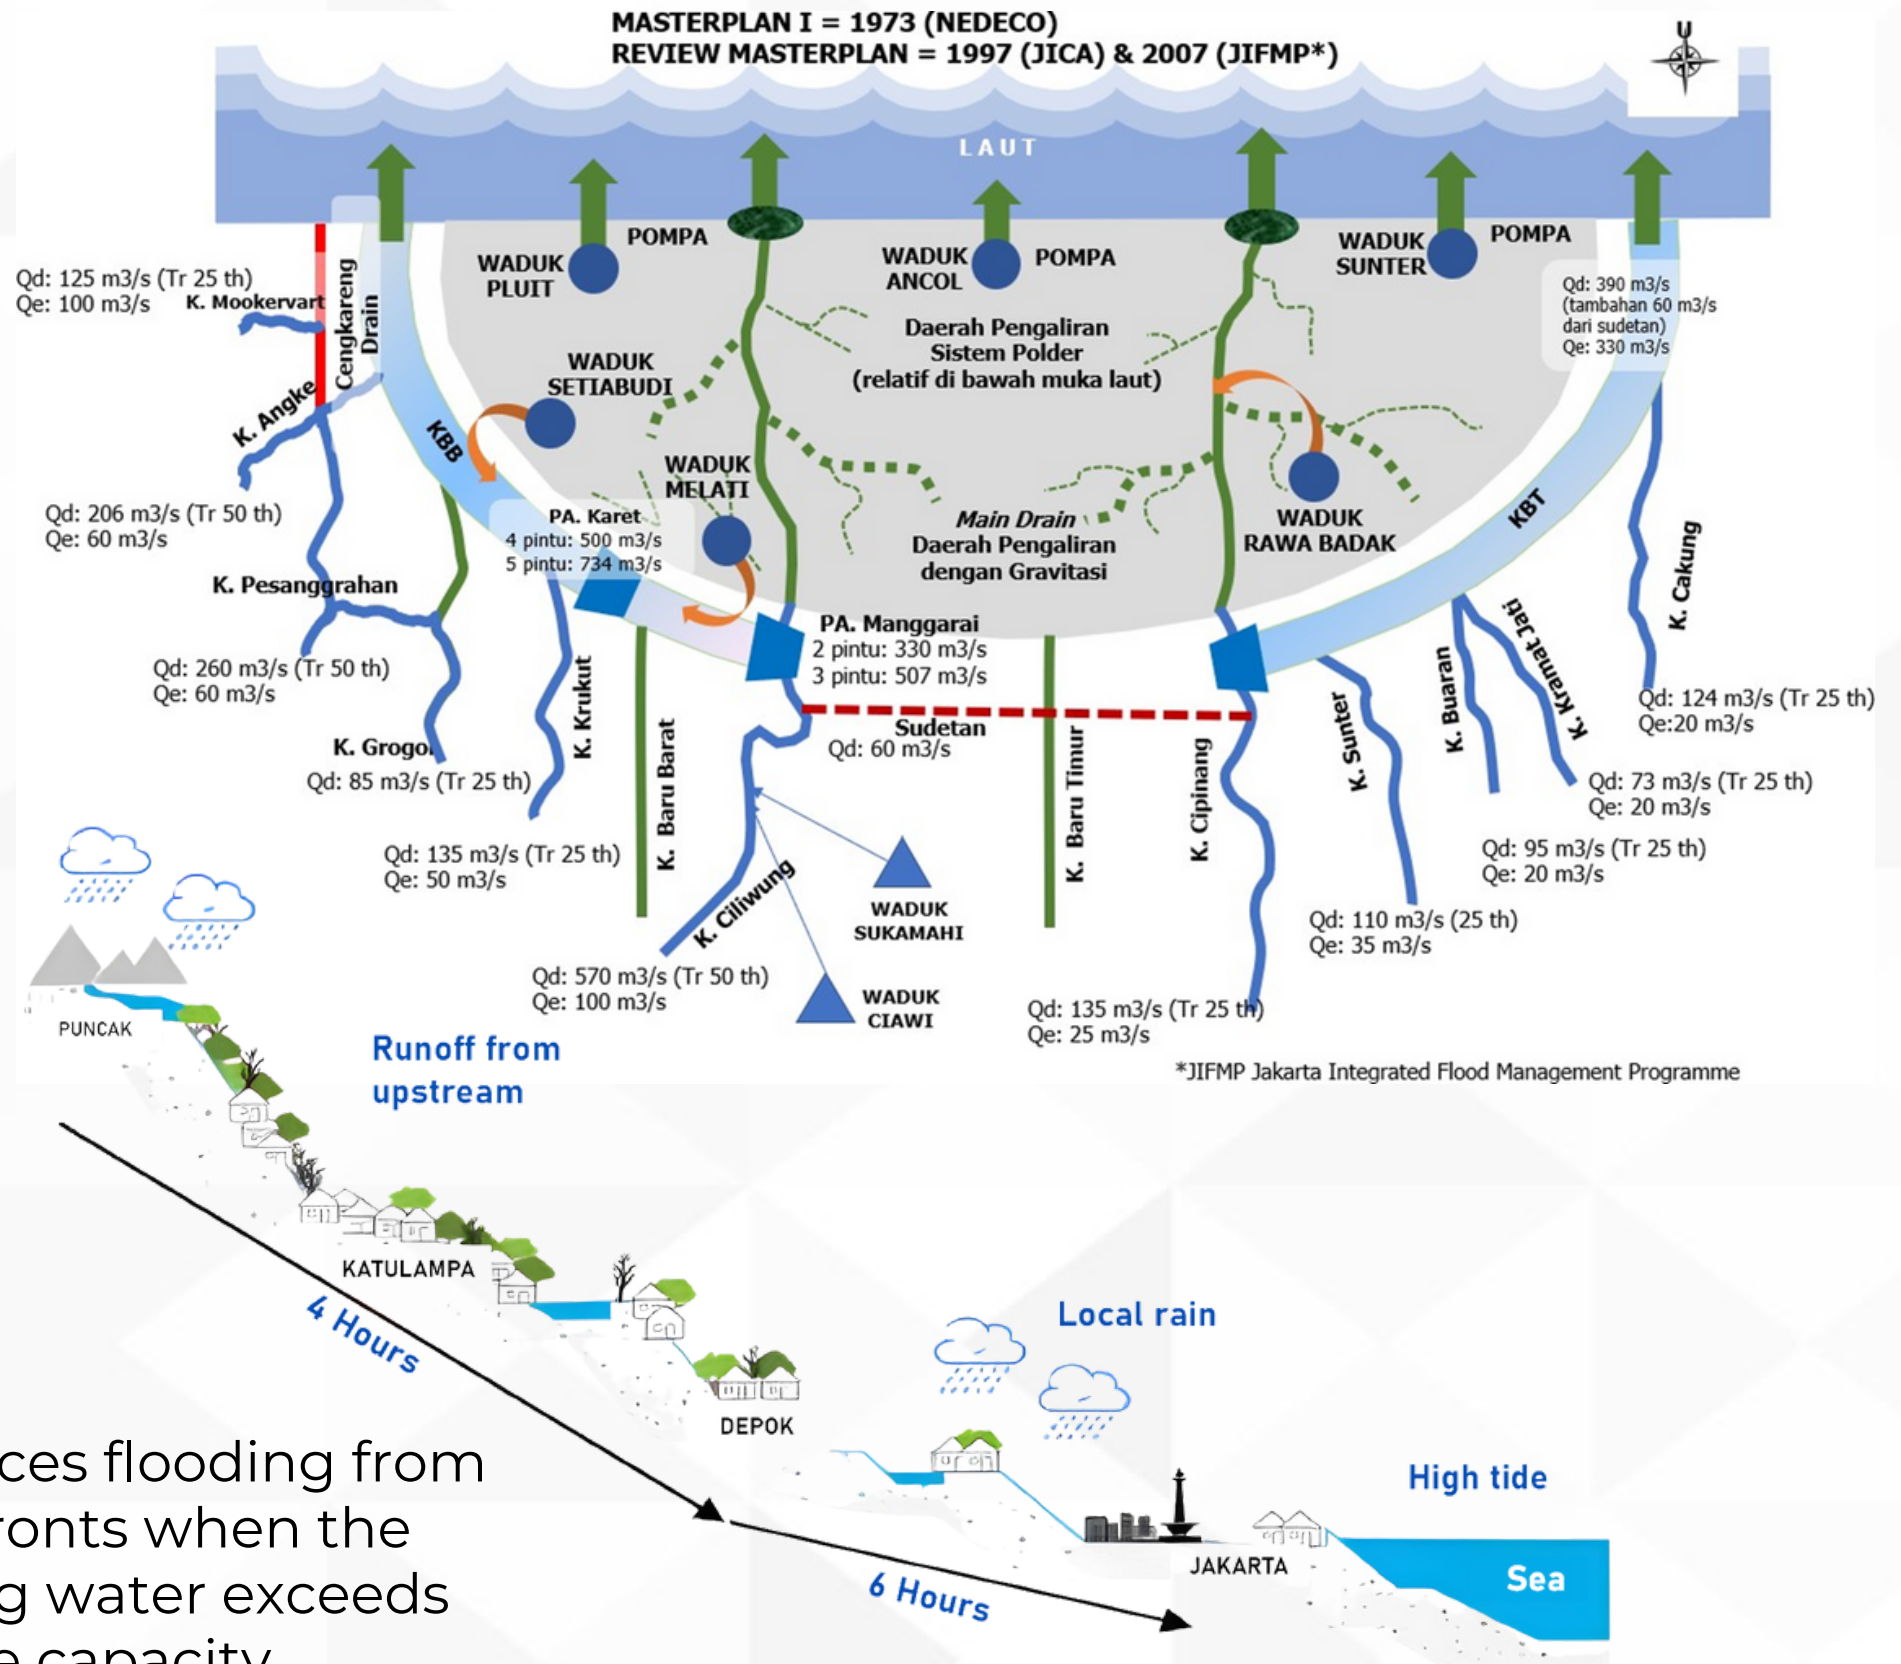 MASTERPLAN I = 1973 (NEDECO)
REVIEW MASTERPLAN = 1997 (JICA) & 2007 (JIFMP*)
U
LAUT
Qd: 125 m3/s (Tr 25 th)
Qe: 100 m3/s
K. Mookervart
Cengkareng
Drain
WADUK
PLUIT
POMPA
WADUK
ANCOL
POMPA
WADUK
SUNTER
POMPA
Qd: 390 m3/s
(tambahan 60 m3/s
dari sudetan)
Qe: 330 m3/s
Daerah Pengaliran
Sistem Polder
(relatif di bawah muka laut)
WADUK
SETIABUDI
K. Angke
KBB
WADUK
MELATI
Qd: 206 m3/s (Tr 50 th)
Qe: 60 m3/s
PA. Karet
4 pintu: 500 m3/s
5 pintu: 734 m3/s
Main Drain
Daerah Pengaliran
dengan Gravitasi
WADUK
RAWA BADAK
KBT
K. Cakung
K. Pesanggrahan
PA. Manggarai
2 pintu: 330 m3/s
3 pintu: 507 m3/s
Qd: 260 m3/s (Tr 50 th)
Qe: 60 m3/s
K. Krukut
K. Baru Barat
Sudetan
Qd: 60 m3/s
K. Baru Timur
K. Cipinang
K. Sunter
K. Buaran
K. Kramat Jati
Qd: 124 m3/s (Tr 25 th)
Qe:20 m3/s
K. Grogol
Qd: 85 m3/s (Tr 25 th)
Qd: 73 m3/s (Tr 25 th)
Qe: 20 m3/s
Qd: 135 m3/s (Tr 25 th)
Qe: 50 m3/s
Qd: 95 m3/s (Tr 25 th)
Qe: 20 m3/s
K. Ciliwung
WADUK
SUKAMAHI
Qd: 110 m3/s (25 th)
Qe: 35 m3/s
Qd: 570 m3/s (Tr 50 th)
Qe: 100 m3/s
WADUK
CIAWI
Qd: 135 m3/s (Tr 25 th)
Qe: 25 m3/s
*JIFMP Jakarta Integrated Flood Management Programme
PUNCAK
Runoff from
upstream
KATULAMPA
4 Hours
DEPOK
Local rain
High tide
JAKARTA
Sea
6 Hours
ces flooding from
ronts when the
g water exceeds
e capacity